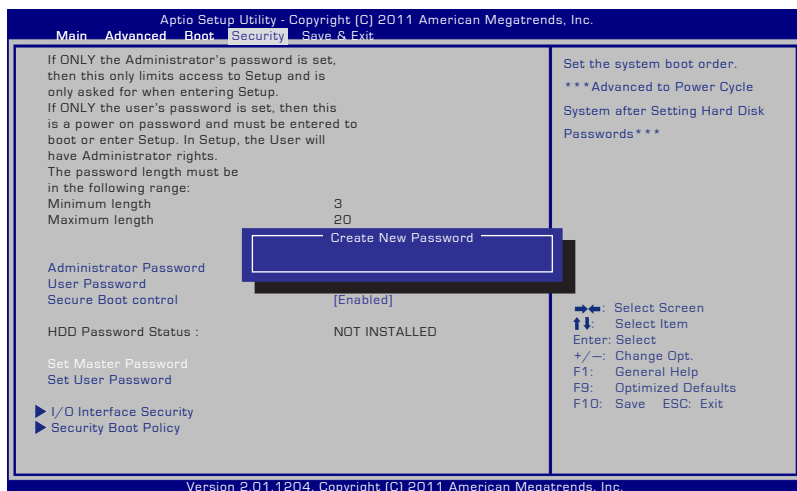 Aptio Setup Utility - Copyright (C) 2011 American Megatrends, Inc.
Main Advanced Boot Security Save & Exit
If ONLY the Administrator's password is set,
then this only limits access to Setup and is
only asked for when entering Setup.
If ONLY the user's password is set, then this
is a power on password and must be entered to
boot or enter Setup. In Setup, the User will
have Administrator rights.
The password length must be
in the following range:
Minimum length 3
Maximum length 20
Create New Password
Administrator Password
User Password
Secure Boot control [Enabled]
HDD Password Status : NOT INSTALLED
Set Master Password
Set User Password
I/O Interface Security
Security Boot Policy
Set the system boot order.
***Advanced to Power Cycle
System after Setting Hard Disk
Passwords***
→←: Select Screen
↑↓: Select Item
Enter: Select
+/—: Change Opt.
F1: General Help
F9: Optimized Defaults
F10: Save ESC: Exit
Version 2.01.1204. Copyright (C) 2011 American Megatrends, Inc.